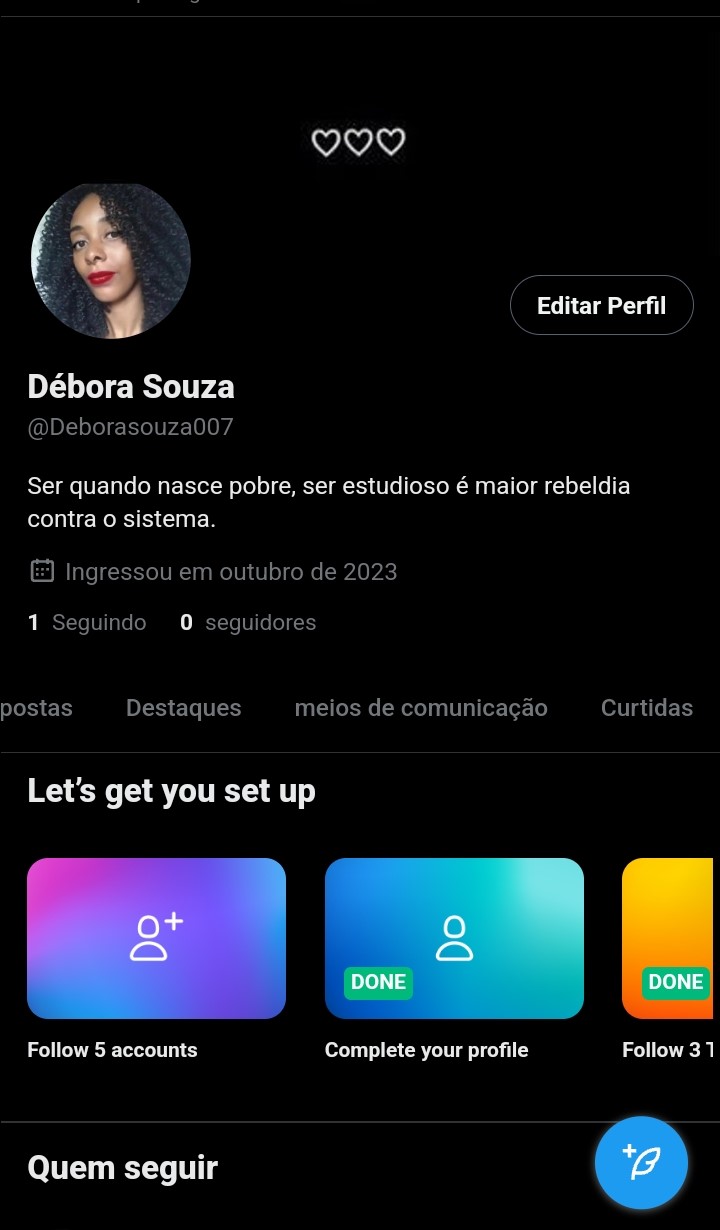 Editar Perfil
Débora Souza
@Deborasouza007
Ser quando nasce pobre, ser estudioso é maior rebeldia
contra o sistema.
Ingressou em outubro de 2023
1 Seguindo 0 seguidores
postas Destaques meios de comunicação Curtidas
Let’s get you set up
DONE DONE
Follow 5 accounts Complete your profile Follow 3 T
Quem seguir